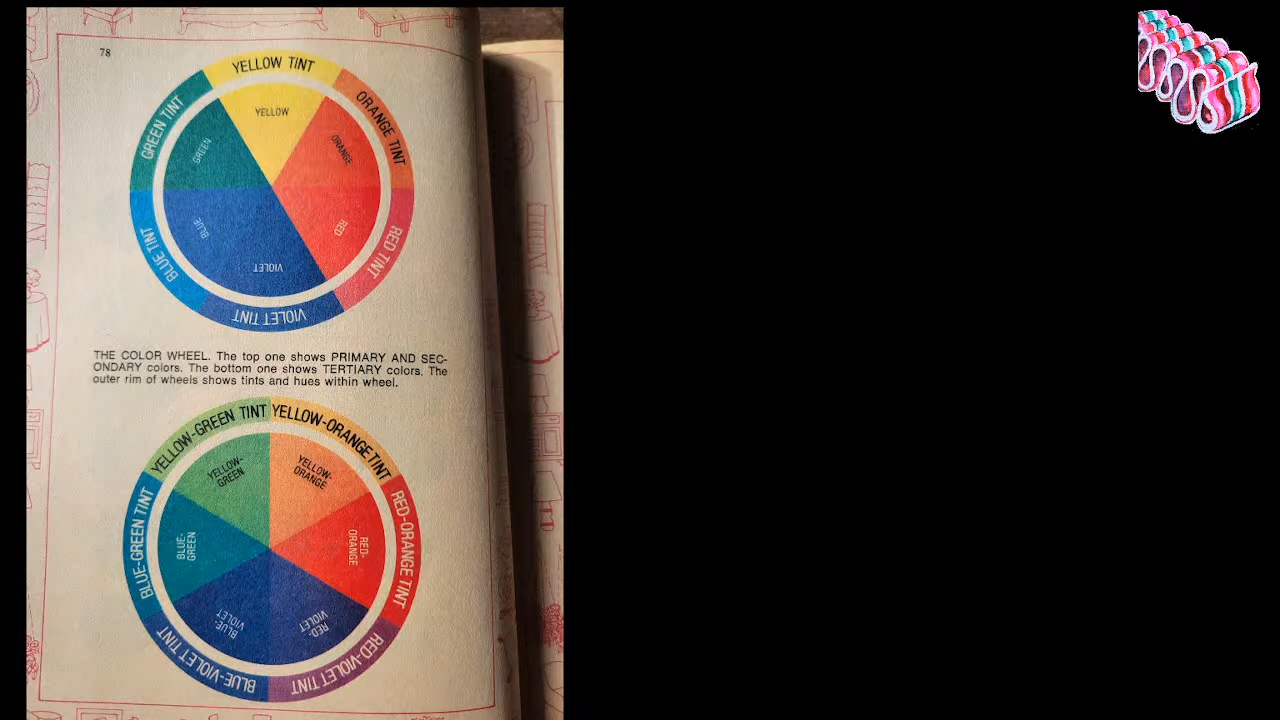 78
YELLOW TINT
ORANGE TINT
RED TINT
VIOLET TINT
BLUE TINT
GREEN TINT
YELLOW
ORANGE
RED
VIOLET
BLUE
GREEN
THE COLOR WHEEL. The top one shows PRIMARY AND SEC-
ONDARY colors. The bottom one shows TERTIARY colors. The
outer rim of wheels shows tints and hues within wheel.
YELLOW-GREEN TINT
YELLOW-ORANGE TINT
RED-ORANGE TINT
RED-VIOLET TINT
BLUE-VIOLET TINT
BLUE-GREEN TINT
YELLOW-
GREEN
YELLOW-
ORANGE
RED-
ORANGE
RED-
VIOLET
BLUE-
VIOLET
BLUE-
GREEN